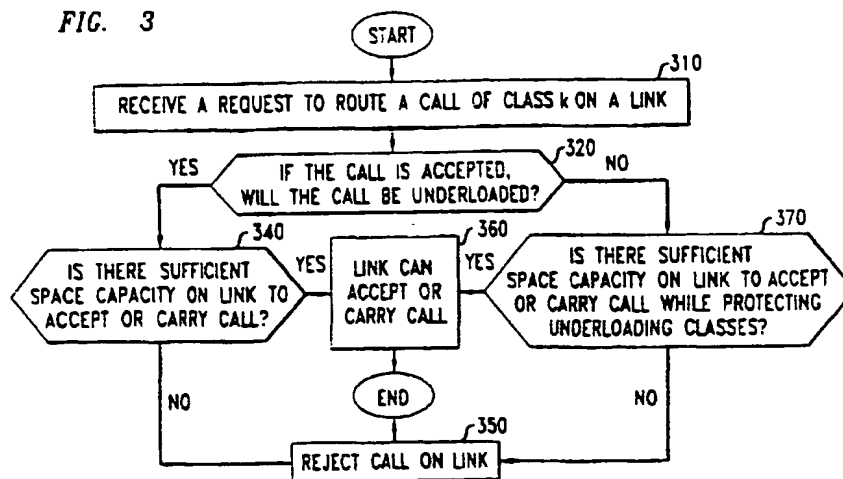 FIG. 3
START
310
RECEIVE A REQUEST TO ROUTE A CALL OF CLASS k ON A LINK
320
YES
IF THE CALL IS ACCEPTED,
WILL THE CALL BE UNDERLOADED?
NO
340
IS THERE SUFFICIENT
SPACE CAPACITY ON LINK TO
ACCEPT OR CARRY CALL?
YES
360
LINK CAN
ACCEPT OR
CARRY CALL
YES
370
IS THERE SUFFICIENT
SPACE CAPACITY ON LINK TO ACCEPT
OR CARRY CALL WHILE PROTECTING
UNDERLOADING CLASSES?
NO
END
NO
350
REJECT CALL ON LINK